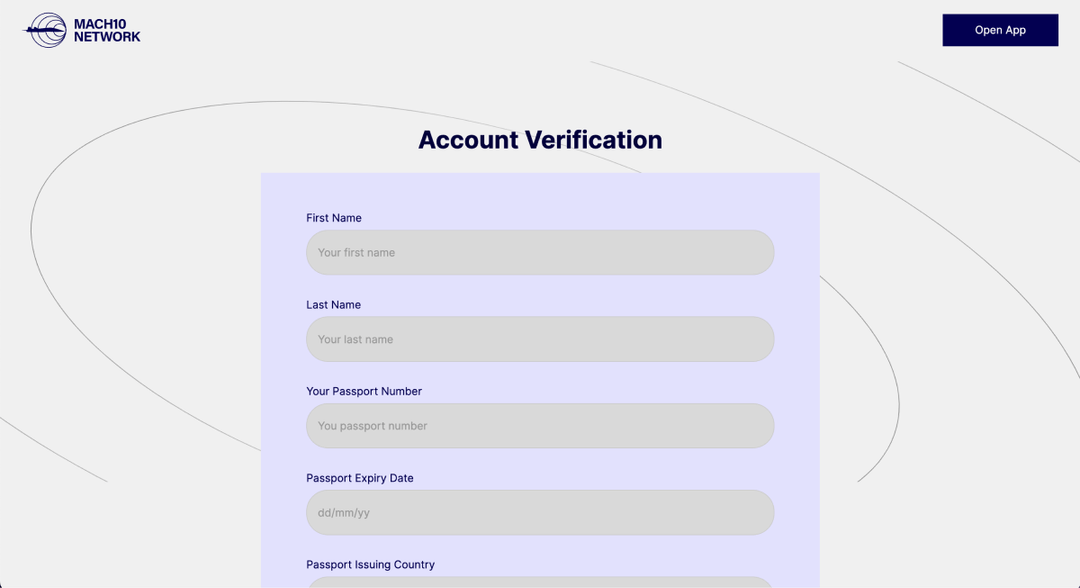 MACH10
NETWORK
Open App
Account Verification
First Name
Your first name
Last Name
Your last name
Your Passport Number
You passport number
Passport Expiry Date
dd/mm/yy
Passport Issuing Country